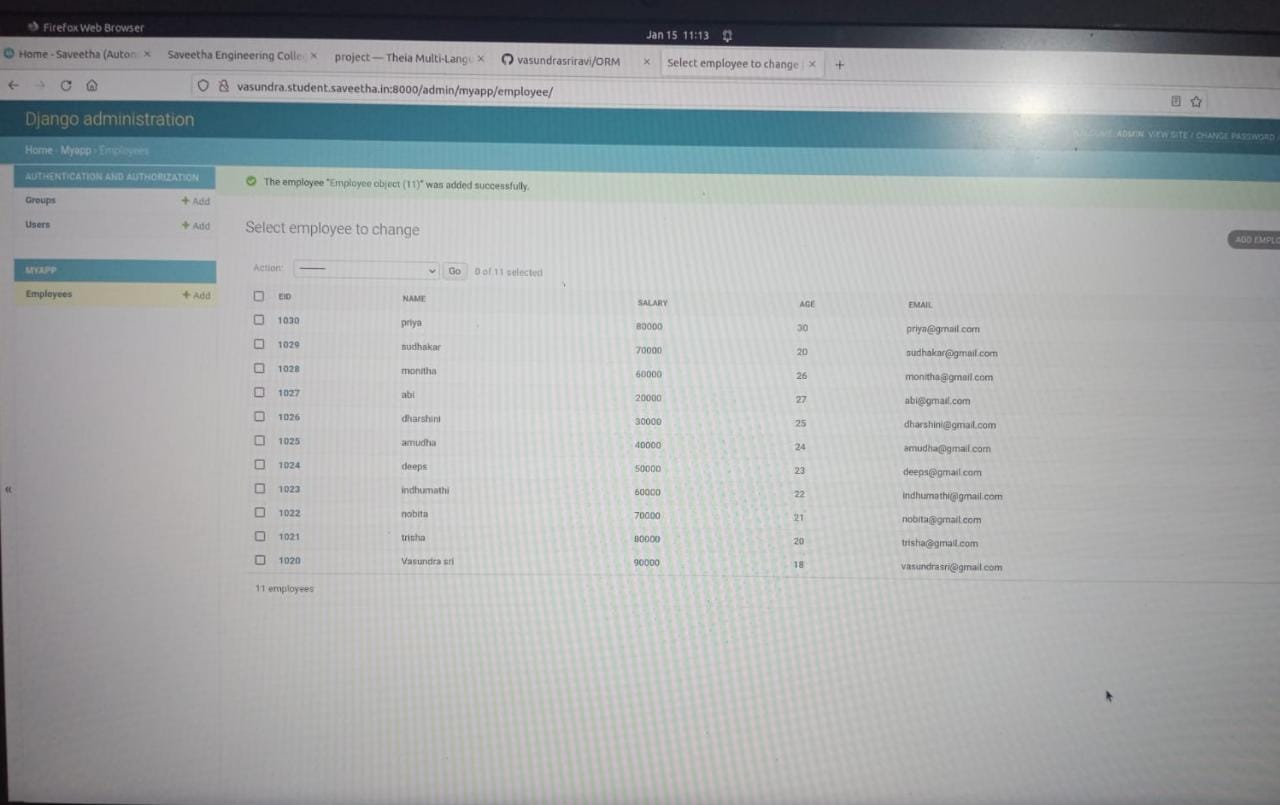 Firefox Web Browser
Jan 15 11:13
Home - Saveetha (Auton × Saveetha Engineering Colle × project — Theia Multi-Langu × vasundrasriravi/ORM × Select employee to change × +
vasundra.student.saveetha.in:8000/admin/myapp/employee/
Django administration
ADMIN. VIEW SITE / CHANGE PASSWORD /
Home › Myapp › Employees
AUTHENTICATION AND AUTHORIZATION
Groups + Add
Users + Add
MYAPP
Employees + Add
«
The employee "Employee object (11)" was added successfully.
Select employee to change
ADD EMPLO
Action: Go 0 of 11 selected
EID NAME SALARY AGE EMAIL
1030 priya 80000 30 priya@gmail.com
1029 sudhakar 70000 20 sudhakar@gmail.com
1028 monitha 60000 26 monitha@gmail.com
1027 abi 20000 27 abi@gmail.com
1026 dharshini 30000 25 dharshini@gmail.com
1025 amudha 40000 24 amudha@gmail.com
1024 deeps 50000 23 deeps@gmail.com
1023 indhumathi 60000 22 indhumathi@gmail.com
1022 nobita 70000 21 nobita@gmail.com
1021 trisha 80000 20 trisha@gmail.com
1020 Vasundra sri 90000 18 vasundrasri@gmail.com
11 employees